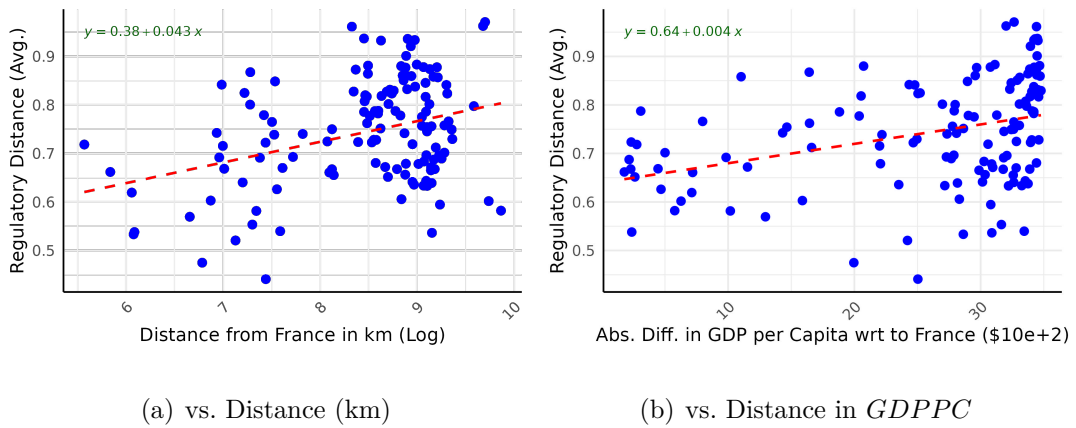 y = 0.38 + 0.043 x
Regulatory Distance (Avg.)
0.9
0.8
0.7
0.6
0.5
6
7
8
9
10
Distance from France in km (Log)
(a) vs. Distance (km)
y = 0.64 + 0.004 x
Regulatory Distance (Avg.)
0.9
0.8
0.7
0.6
0.5
10
20
30
Abs. Diff. in GDP per Capita wrt to France ($10e+2)
(b) vs. Distance in GDPPC